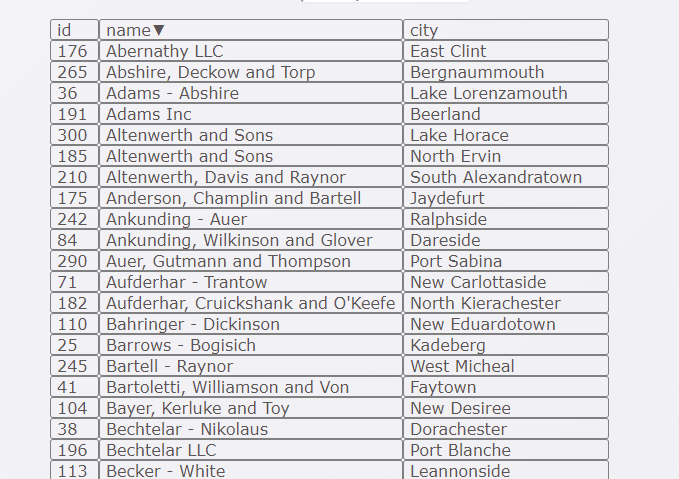 id name▼ city
176 Abernathy LLC East Clint
265 Abshire, Deckow and Torp Bergnaummouth
36 Adams - Abshire Lake Lorenzamouth
191 Adams Inc Beerland
300 Altenwerth and Sons Lake Horace
185 Altenwerth and Sons North Ervin
210 Altenwerth, Davis and Raynor South Alexandratown
175 Anderson, Champlin and Bartell Jaydefurt
242 Ankunding - Auer Ralphside
84 Ankunding, Wilkinson and Glover Dareside
290 Auer, Gutmann and Thompson Port Sabina
71 Aufderhar - Trantow New Carlottaside
182 Aufderhar, Cruickshank and O'Keefe North Kierachester
110 Bahringer - Dickinson New Eduardotown
25 Barrows - Bogisich Kadeberg
245 Bartell - Raynor West Micheal
41 Bartoletti, Williamson and Von Faytown
104 Bayer, Kerluke and Toy New Desiree
38 Bechtelar - Nikolaus Dorachester
196 Bechtelar LLC Port Blanche
113 Becker - White Leannonside